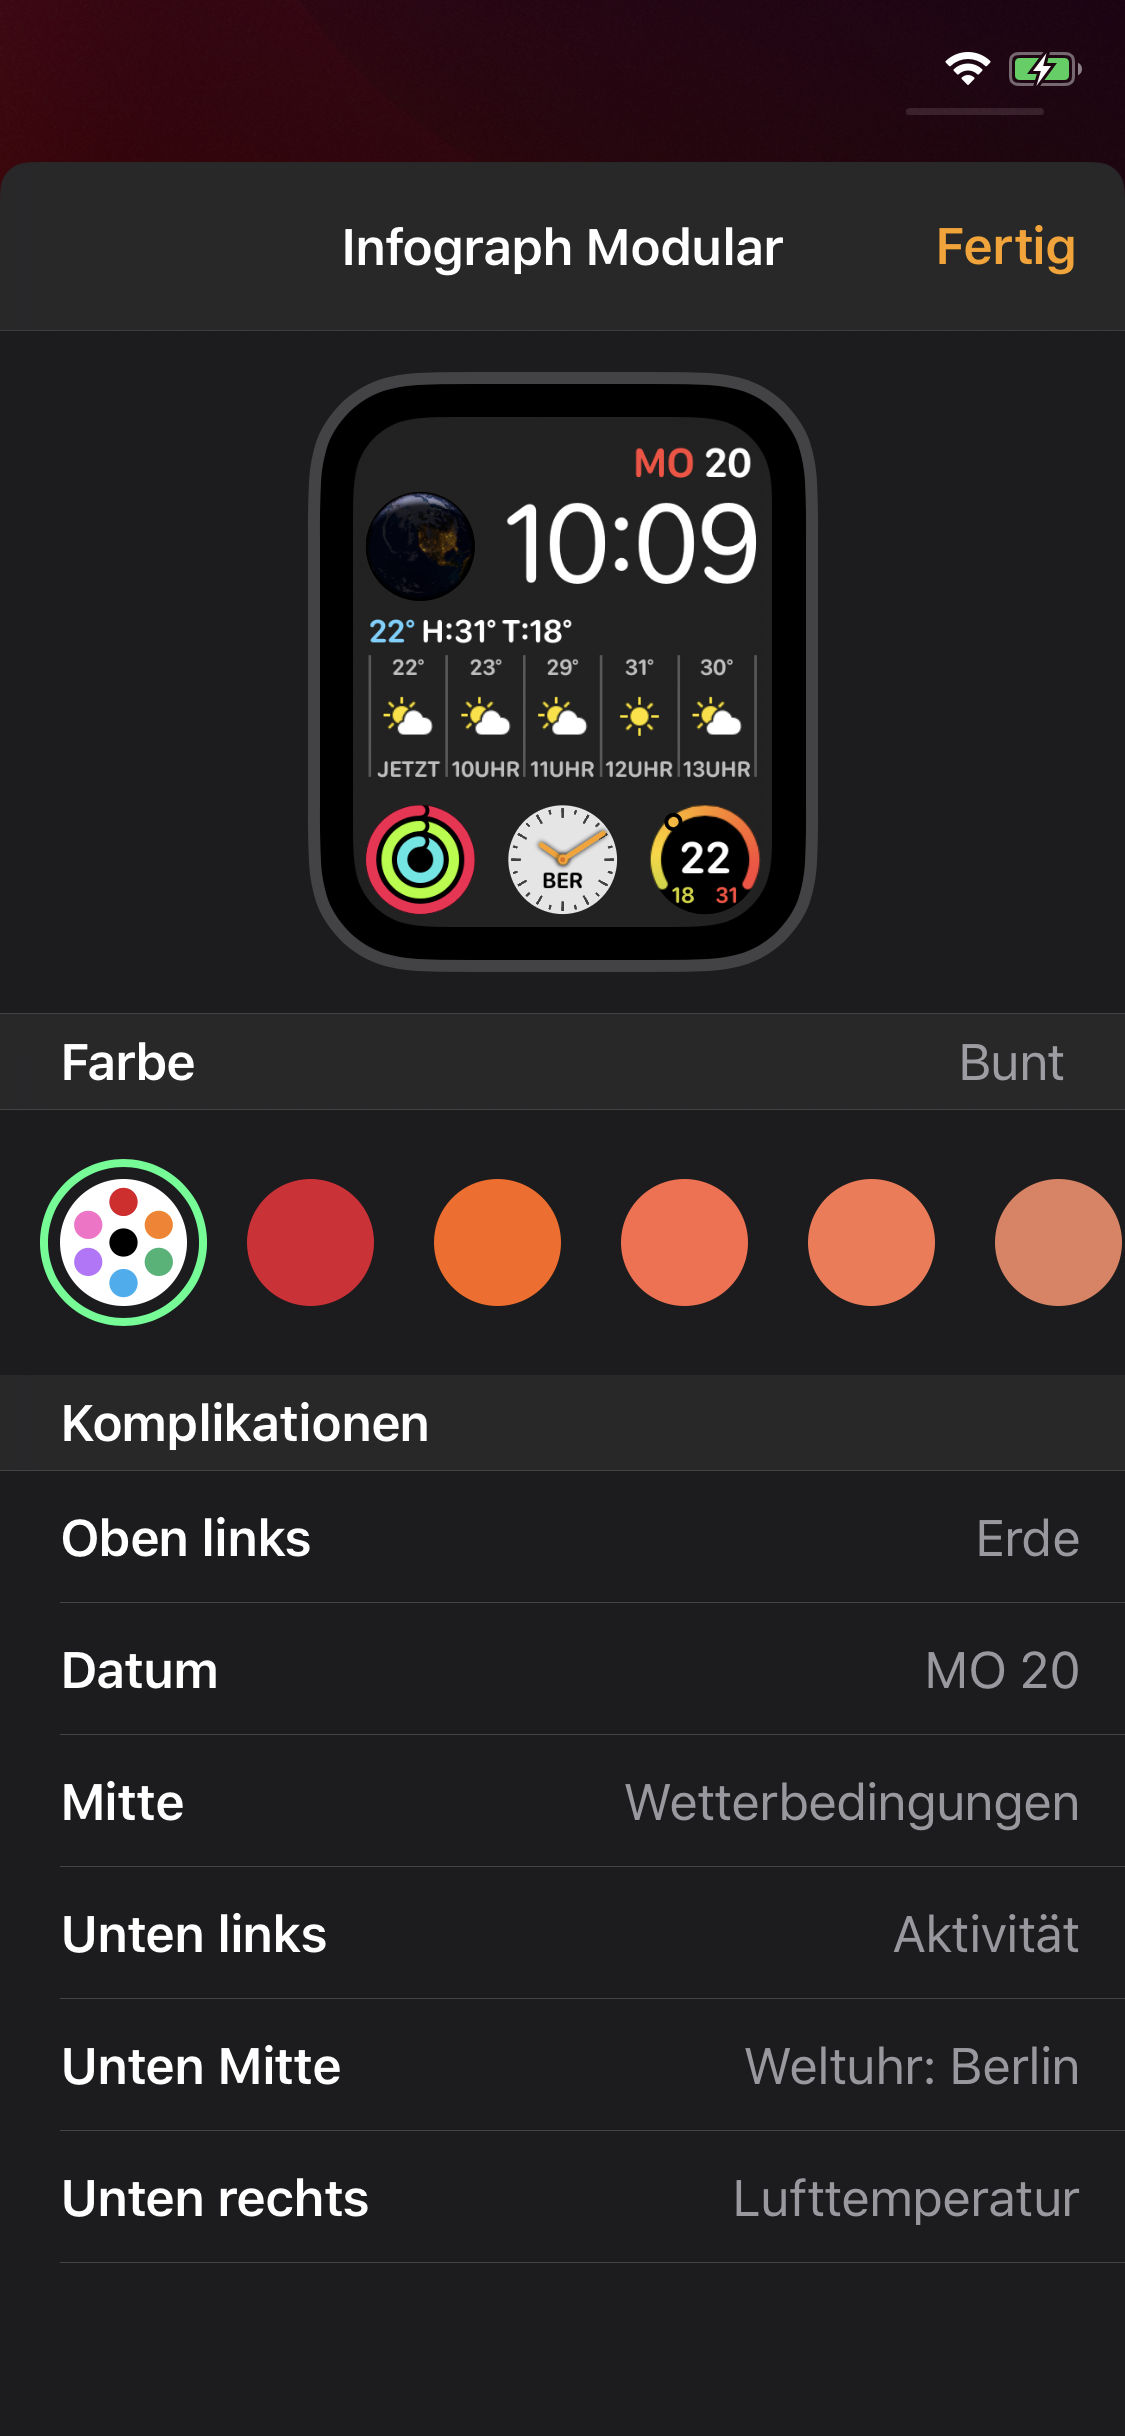 Infograph Modular
Fertig
MO 20
10:09
22° H:31° T:18°
22° 23° 29° 31° 30°
JETZT 10UHR 11UHR 12UHR 13UHR
BER
22
18 31
Farbe
Bunt
Komplikationen
Oben links
Erde
Datum
MO 20
Mitte
Wetterbedingungen
Unten links
Aktivität
Unten Mitte
Weltuhr: Berlin
Unten rechts
Lufttemperatur